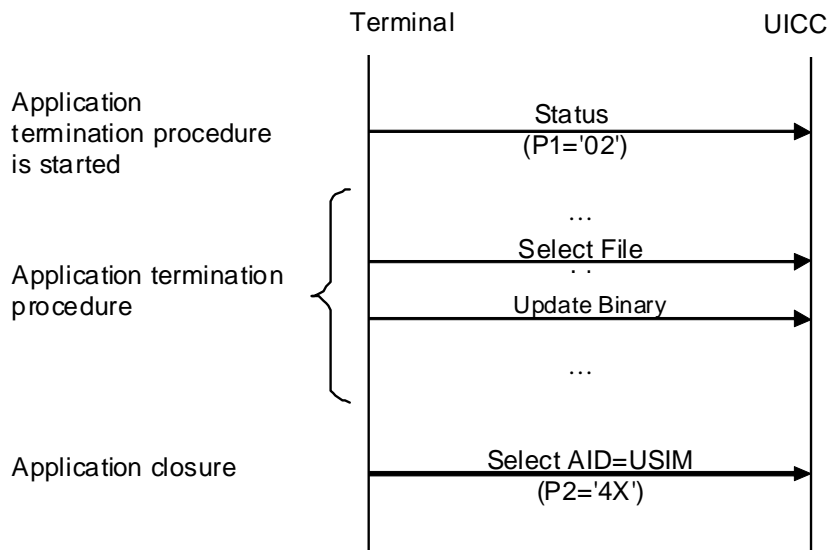 Terminal
UICC
Application
termination procedure
is started
Status
(P1='02')
...
Select File
. .
Application termination
procedure
Update Binary
...
Application closure
Select AID=USIM
(P2='4X')